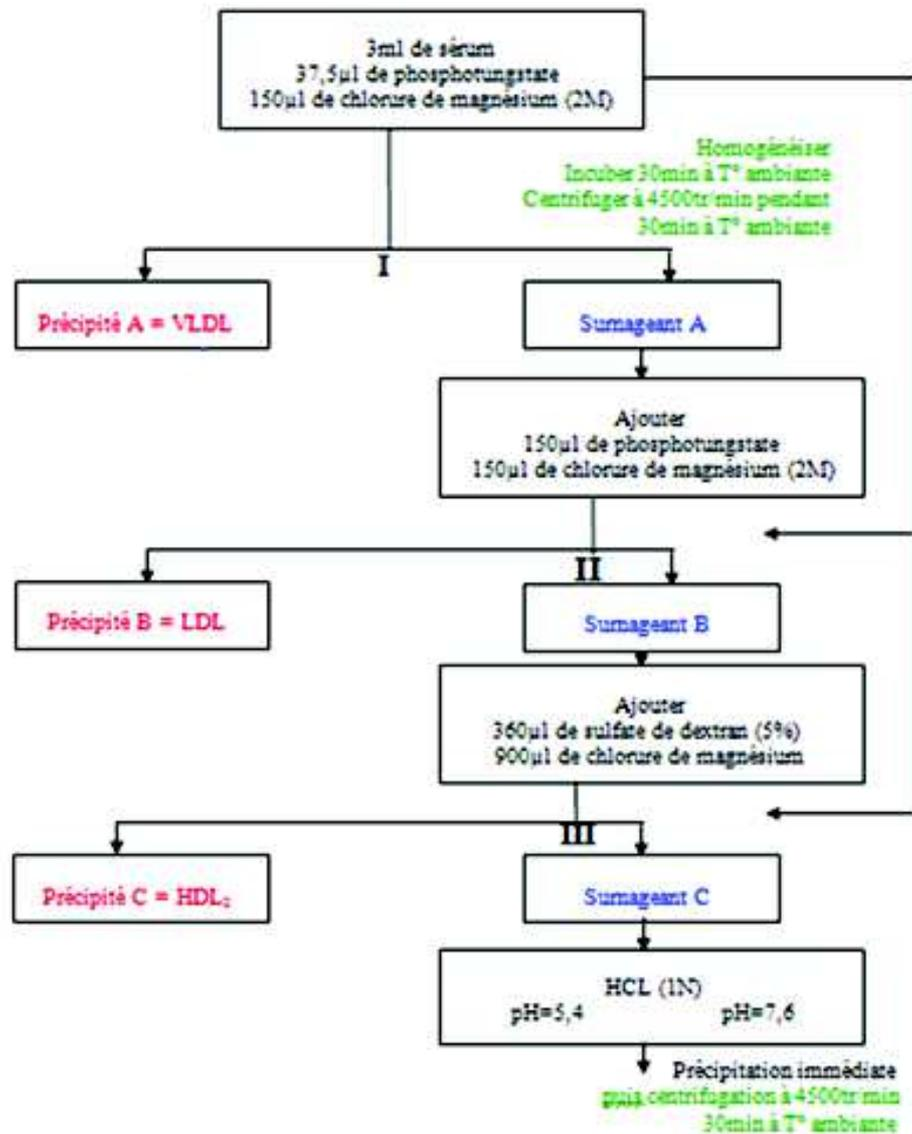 3ml de sérum
37,5µl de phosphotungstate
150µl de chlorure de magnésium (2M)
Homogénéiser
Incuber 30min à T° ambiante
Centrifuger à 4500tr/min pendant
30min à T° ambiante
I
Précipité A = VLDL
Surnageant A
Ajouter
150µl de phosphotungstate
150µl de chlorure de magnésium (2M)
II
Précipité B = LDL
Surnageant B
Ajouter
360µl de sulfate de dextran (5%)
900µl de chlorure de magnésium
III
Précipité C = HDL₂
Surnageant C
HCL (1N)
pH=5,4 pH=7,6
Précipitation immédiate
puis centrifugation à 4500tr/min
30min à T° ambiante